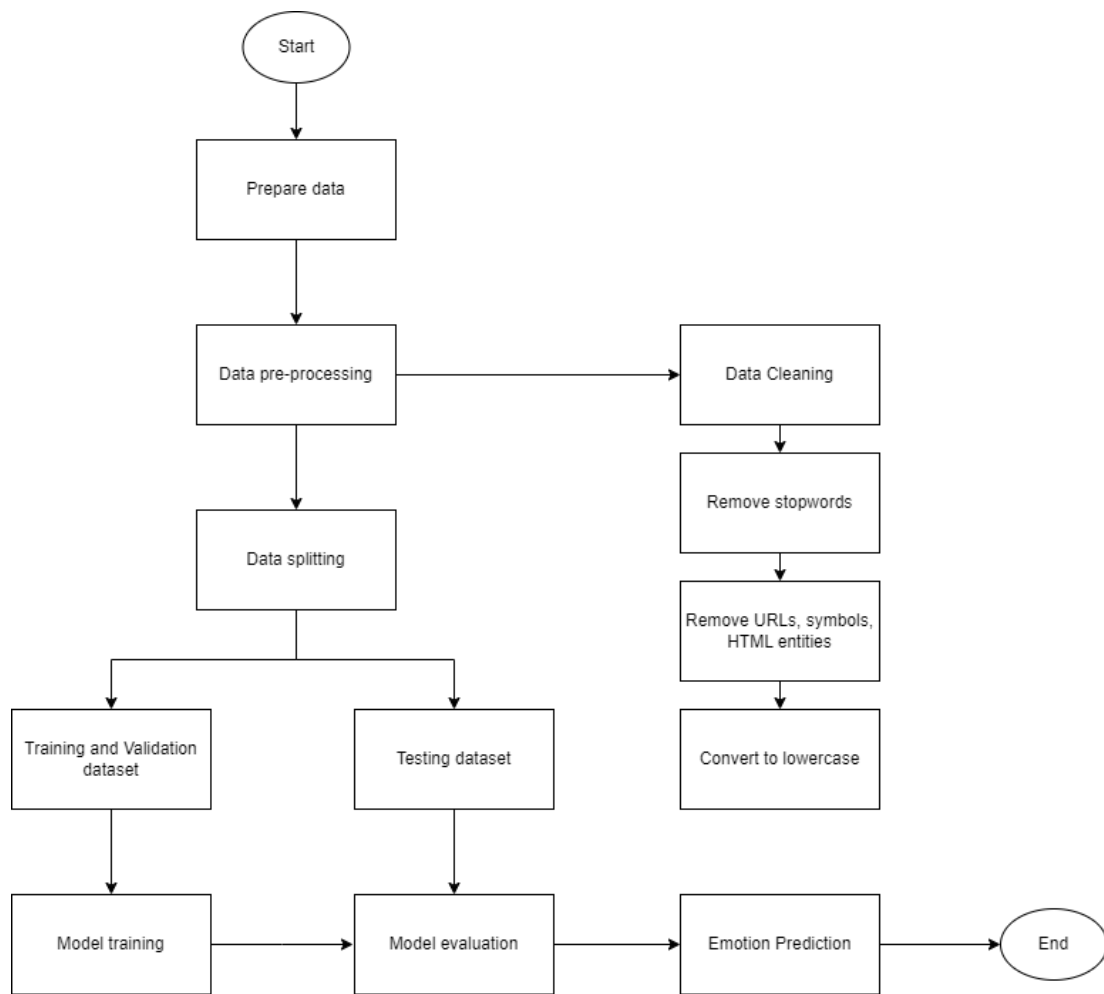 Start
Prepare data
Data pre-processing
Data Cleaning
Remove stopwords
Data splitting
Remove URLs, symbols,
HTML entities
Training and Validation
dataset
Testing dataset
Convert to lowercase
Model training
Model evaluation
Emotion Prediction
End